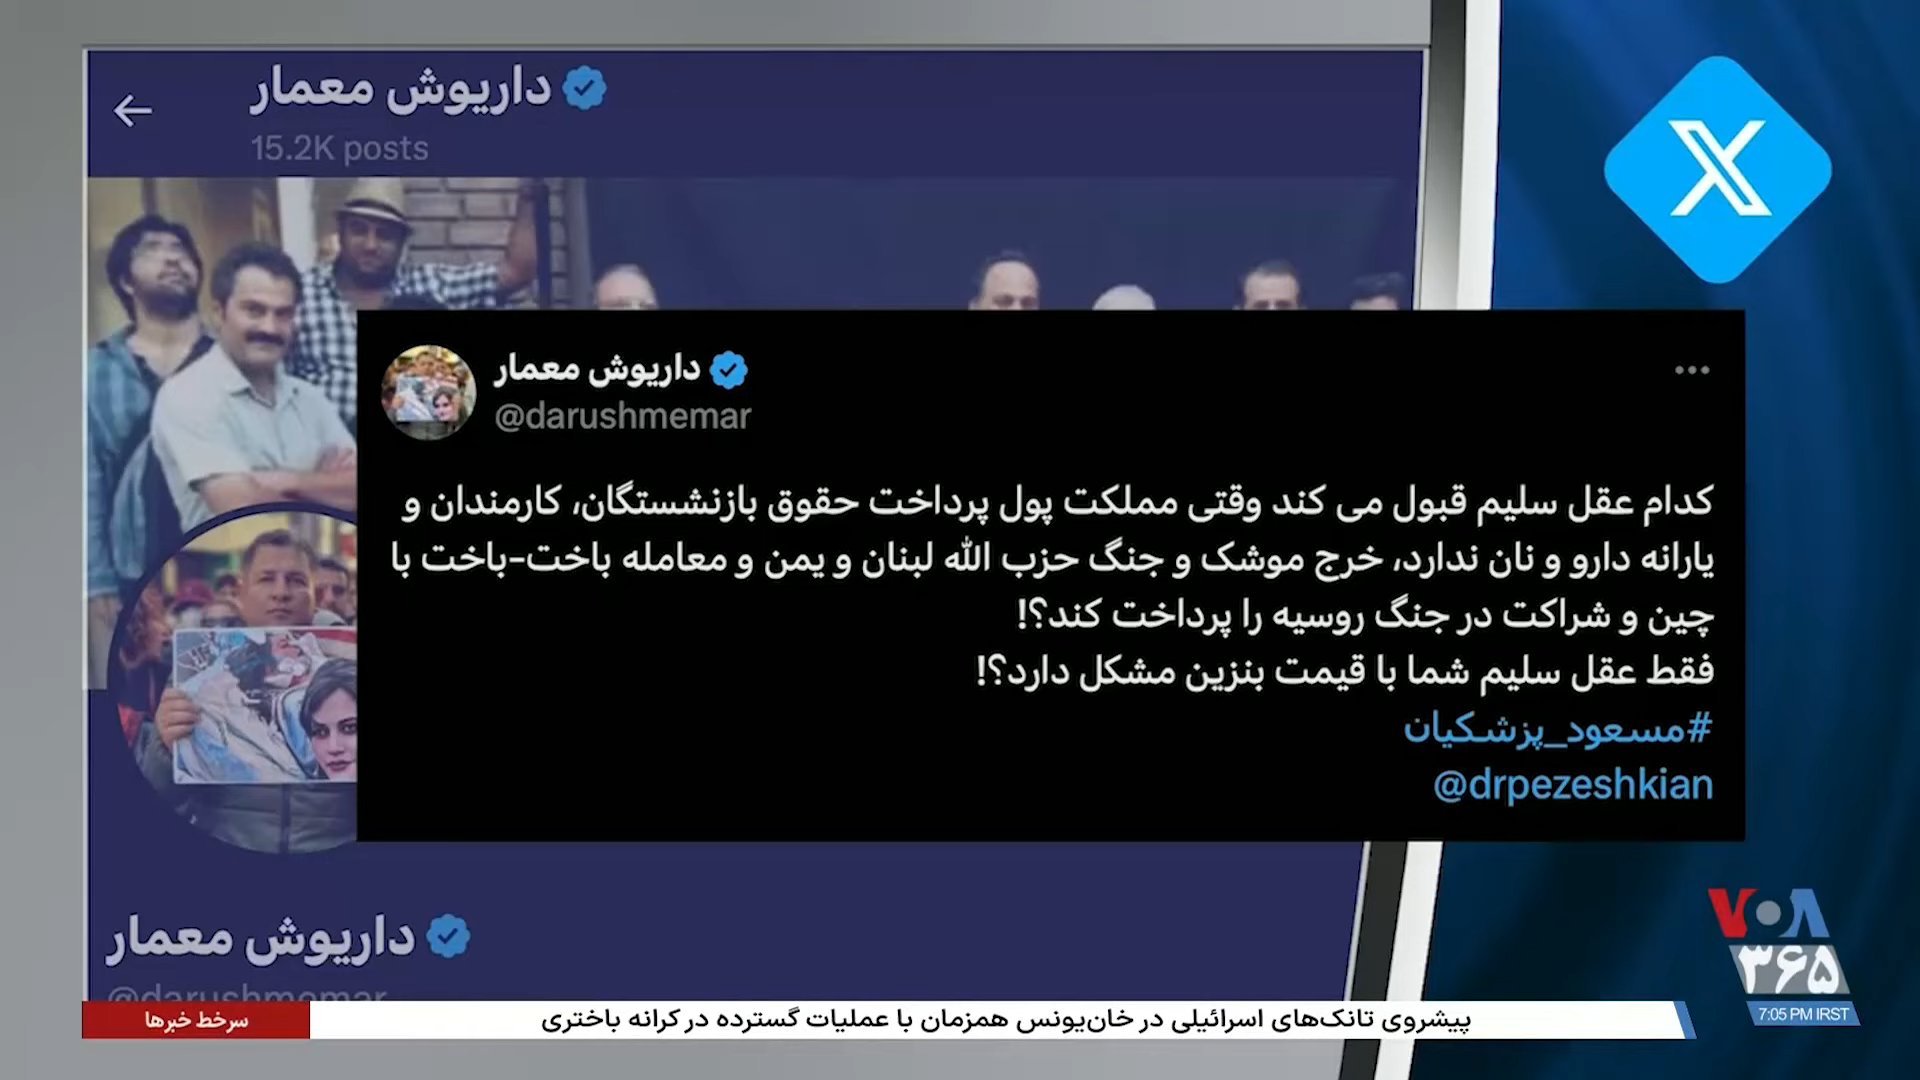 داریوش معمار
15.2K posts
داریوش معمار
@darushmemar
کدام عقل سلیم قبول می کند وقتی مملکت پول پرداخت حقوق بازنشستگان، کارمندان و
یارانه دارو و نان ندارد، خرج موشک و جنگ حزب الله لبنان و یمن و معامله باخت-باخت با
چین و شراکت در جنگ روسیه را پرداخت کند؟!
فقط عقل سلیم شما با قیمت بنزین مشکل دارد؟!
#مسعود_پزشکیان
@drpezeshkian
داریوش معمار
@darushmemar
VOA
۳۶۵
7:05 PM IRST
سرخط خبرها
پیشروی تانک‌های اسرائیلی در خان‌یونس همزمان با عملیات گسترده در کرانه باختری